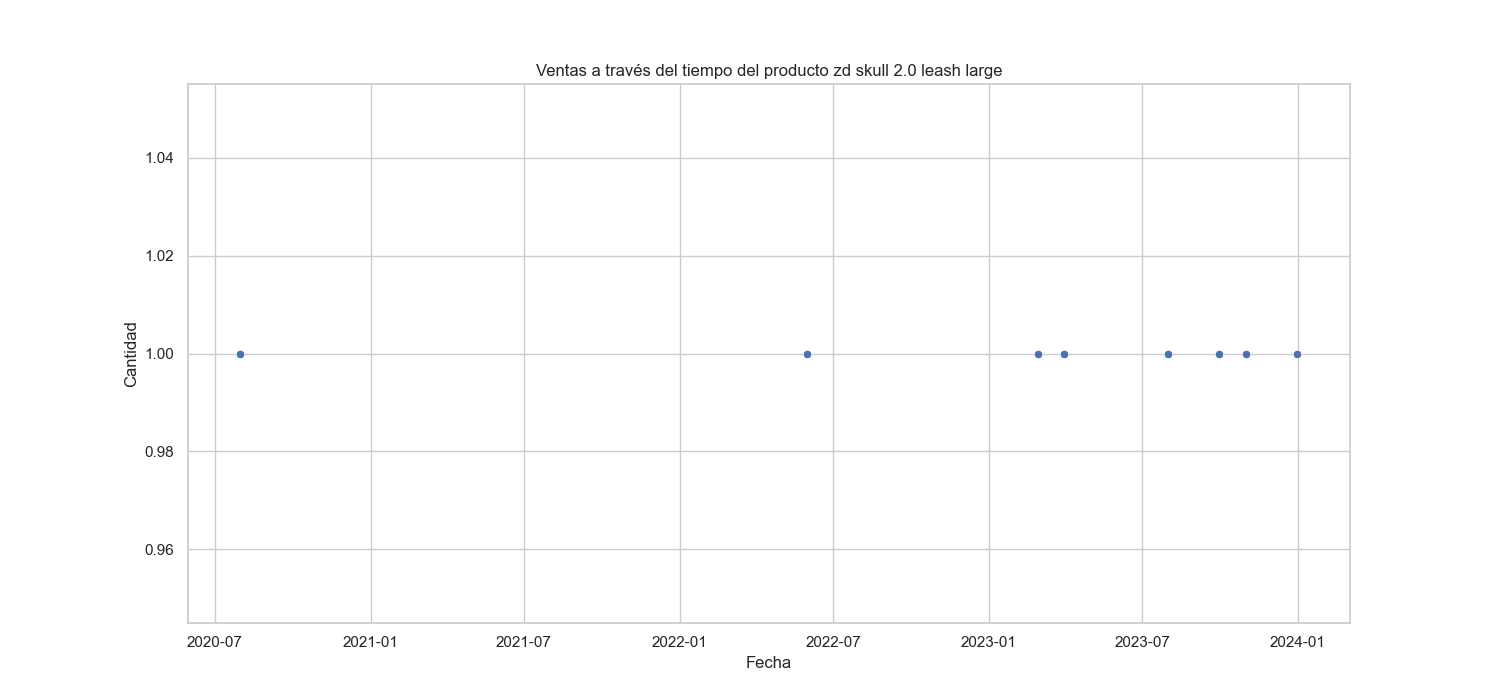 Ventas a través del tiempo del producto zd skull 2.0 leash large
1.04
1.02
1.00
0.98
0.96
Cantidad
2020-07 2021-01 2021-07 2022-01 2022-07 2023-01 2023-07 2024-01
Fecha